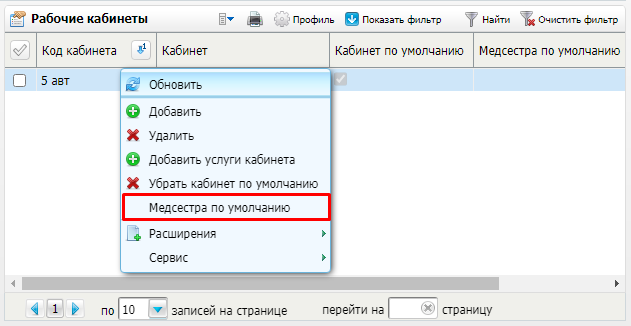 Рабочие кабинеты Профиль Показать фильтр Найти Очистить фильтр
Код кабинета 1 Кабинет Кабинет по умолчанию Медсестра по умолчанию
5 авт
Обновить
Добавить
Удалить
Добавить услуги кабинета
Убрать кабинет по умолчанию
Медсестра по умолчанию
Расширения
Сервис
1 по 10 записей на странице перейти на страницу